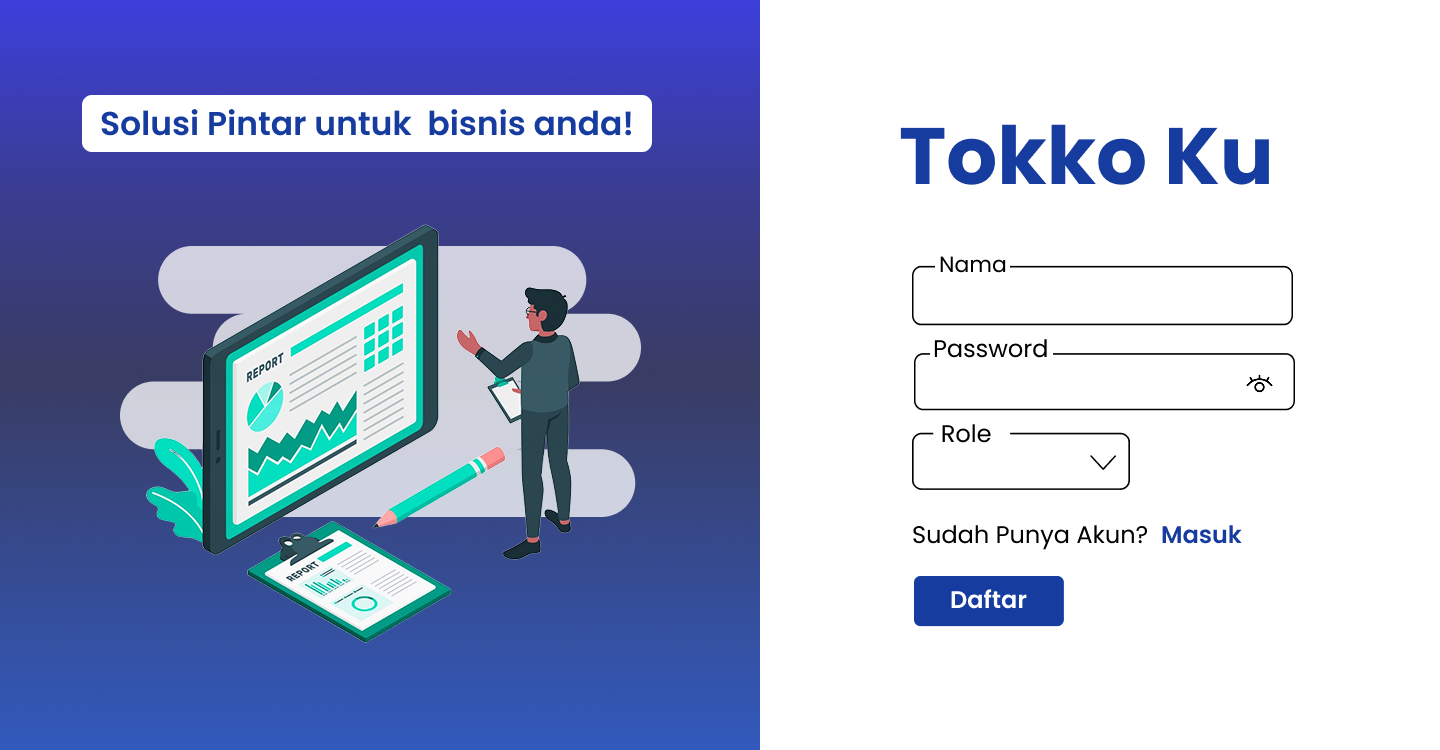 Solusi Pintar untuk  bisnis anda!
REPORT
REPORT
Tokko Ku
Nama
Password
Role
Sudah Punya Akun?  Masuk
Daftar